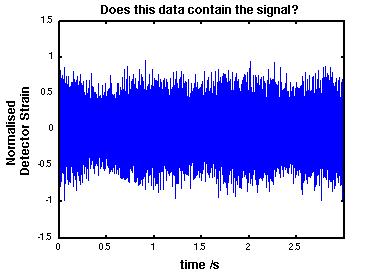 Does this data contain the signal?
1.5
1
0.5
0
-0.5
-1
-1.5
Normalised
Detector Strain
0 0.5 1 1.5 2 2.5
time /s